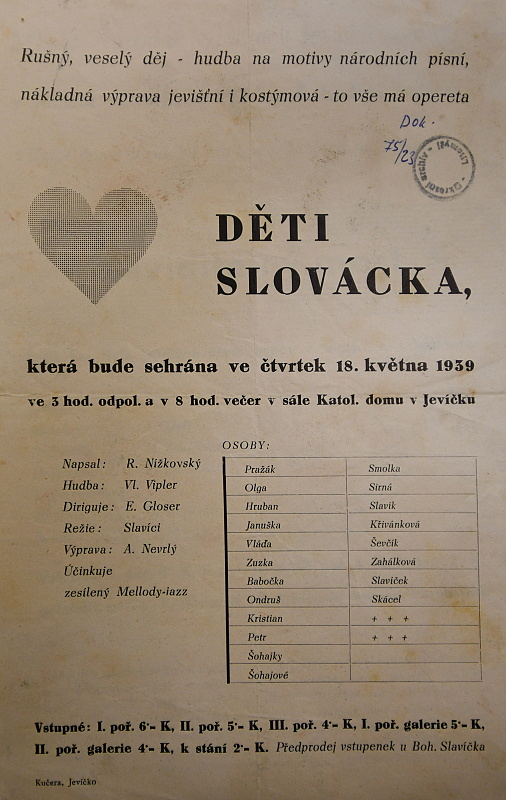 Rušný, veselý děj - hudba na motivy národních písní,
nákladná výprava jevištní i kostýmová - to vše má opereta
Dok.
75/23
Okresní archiv - Litomyšl
DĚTI
SLOVÁCKA,
která bude sehrána ve čtvrtek 18. května 1939
ve 3 hod. odpol. a v 8 hod. večer v sále Katol. domu v Jevíčku
OSOBY:
Napsal: R. Nížkovský
Hudba: Vl. Vipler
Diriguje: E. Gloser
Režie: Slavíci
Výprava: A. Nevrlý
Účinkuje
zesílený Mellody-jazz
Pražák Smolka
Olga Sirná
Hruban Slavík
Januška Křivánková
Vláďa Ševčík
Zuzka Zahálková
Babočka Slavíček
Ondruš Skácel
Kristian + + +
Petr + + +
Šohajky
Šohajové
Vstupné: I. poř. 6·- K, II. poř. 5·- K, III. poř. 4·- K, I. poř. galerie 5·- K,
II. poř. galerie 4·- K, k stání 2·- K. Předprodej vstupenek u Boh. Slavíčka
Kučera, Jevíčko